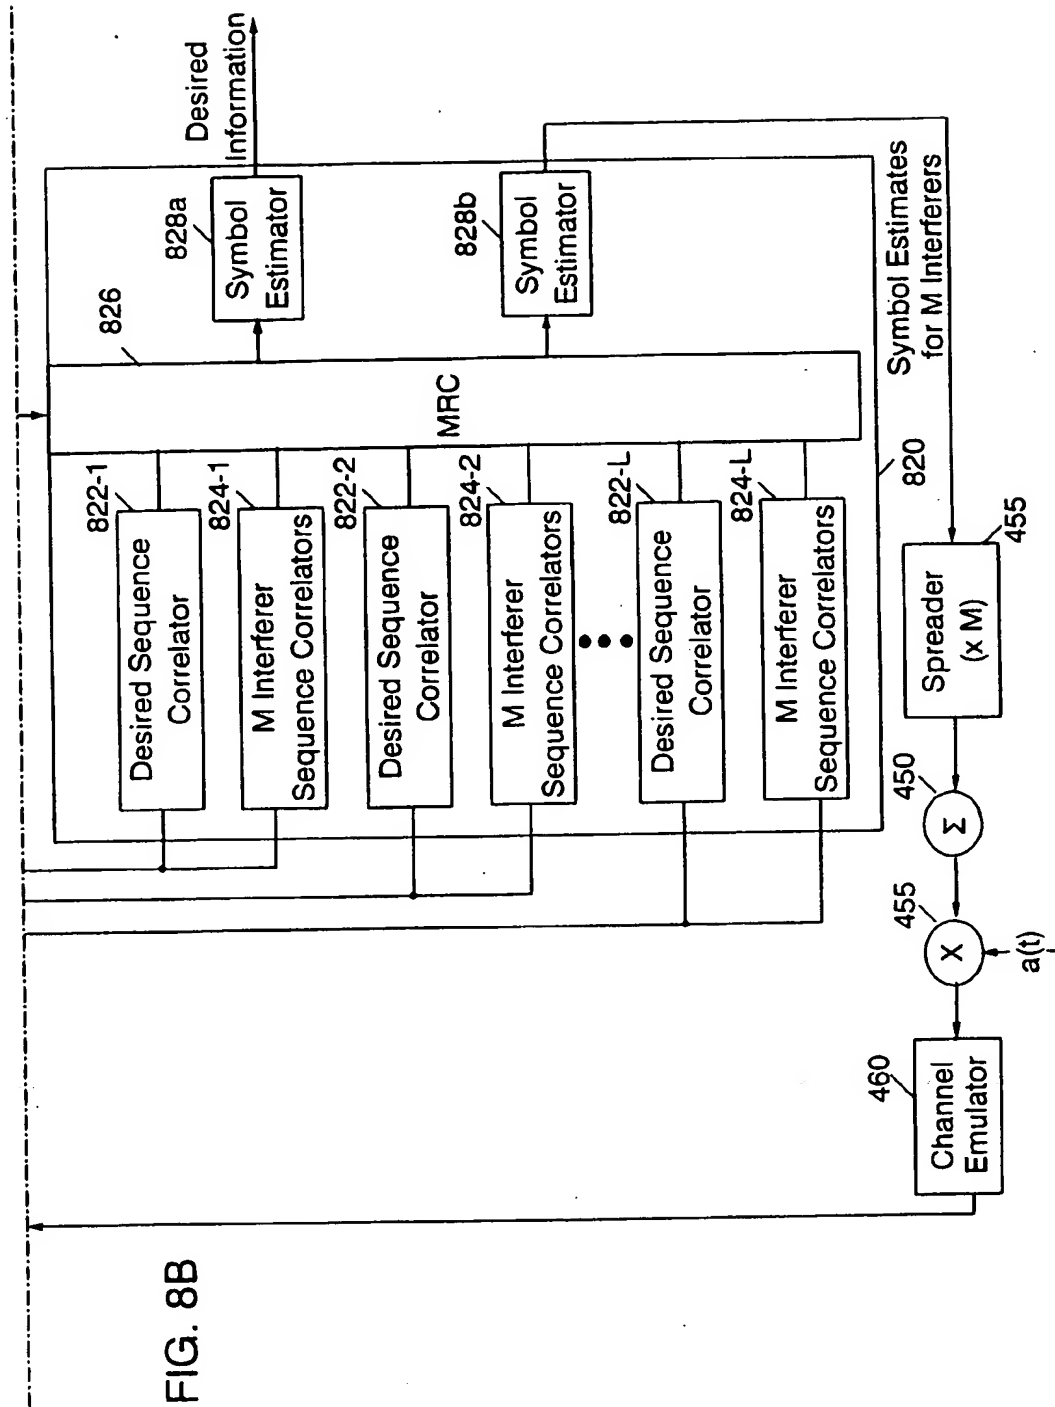 FIG. 8B
822-1
Desired Sequence
Correlator
824-1
M Interferer
Sequence Correlators
822-2
Desired Sequence
Correlator
824-2
M Interferer
Sequence Correlators
822-L
Desired Sequence
Correlator
824-L
M Interferer
Sequence Correlators
826
MRC
828a
Symbol
Estimator
Desired
Information
828b
Symbol
Estimator
Symbol Estimates
for M Interferers
820
455
Spreader
(x M)
450
Σ
455
X
a(t)
460
Channel
Emulator